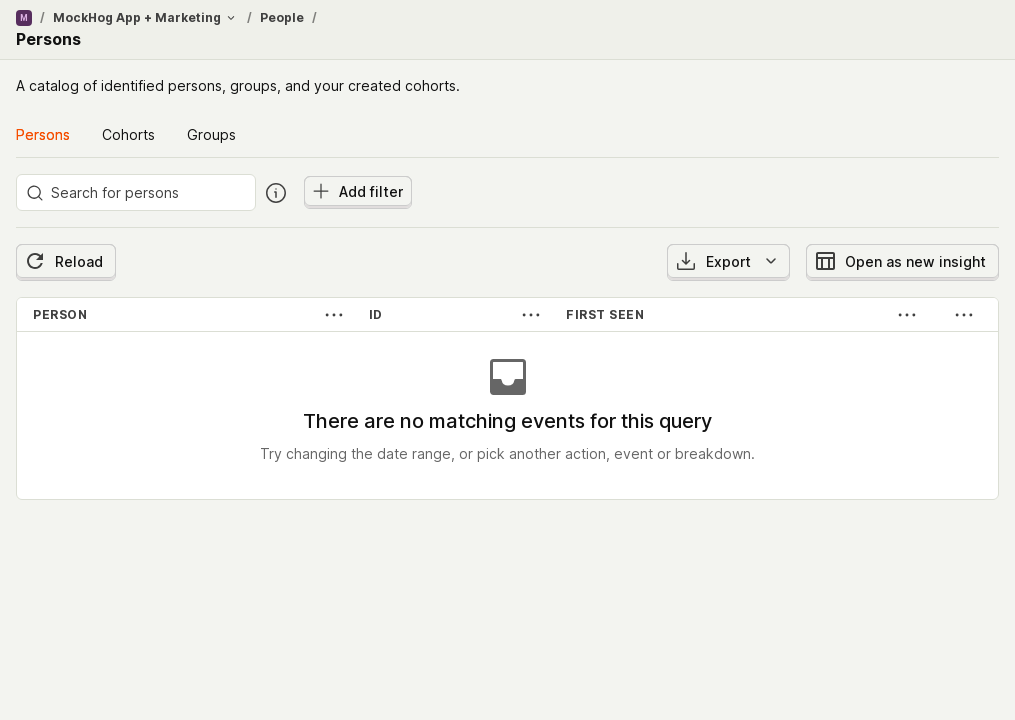 M / MockHog App + Marketing / People /
Persons
A catalog of identified persons, groups, and your created cohorts.
Persons Cohorts Groups
Search for persons Add filter
Reload Export Open as new insight
PERSON ID FIRST SEEN
There are no matching events for this query
Try changing the date range, or pick another action, event or breakdown.